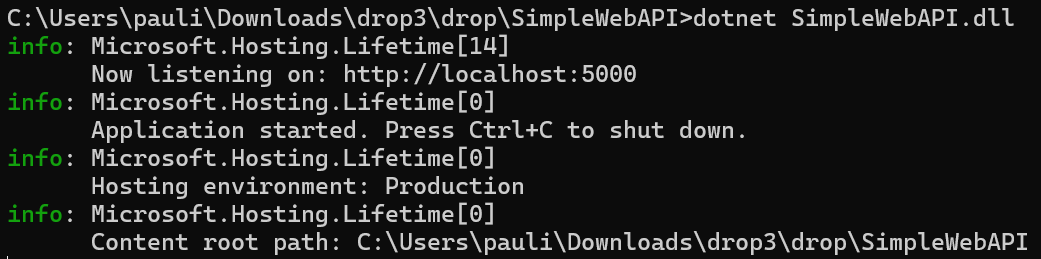 C:\Users\pauli\Downloads\drop3\drop\SimpleWebAPI>dotnet SimpleWebAPI.dll
info: Microsoft.Hosting.Lifetime[14]
      Now listening on: http://localhost:5000
info: Microsoft.Hosting.Lifetime[0]
      Application started. Press Ctrl+C to shut down.
info: Microsoft.Hosting.Lifetime[0]
      Hosting environment: Production
info: Microsoft.Hosting.Lifetime[0]
      Content root path: C:\Users\pauli\Downloads\drop3\drop\SimpleWebAPI